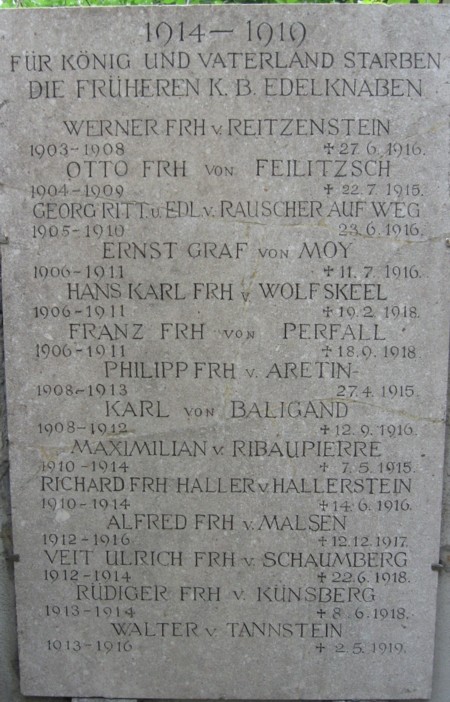 1914 – 1919
FÜR KÖNIG UND VATERLAND STARBEN
DIE FRÜHEREN K. B. EDELKNABEN
WERNER FRH v. REITZENSTEIN
1903 – 1908 ✝ 27. 6. 1916.
OTTO FRH VON FEILITZSCH
1904 – 1909 ✝ 22. 7. 1915.
GEORG RITT u. EDL v. RAUSCHER AUF WEG
1905 – 1910 23. 6. 1916.
ERNST GRAF VON MOY
1906 – 1911 ✝ 11. 7. 1916.
HANS KARL FRH v. WOLFSKEEL
1906 – 1911 ✝ 19. 2. 1918.
FRANZ FRH VON PERFALL
1906 – 1911 ✝ 18. 9. 1918
PHILIPP FRH v. ARETIN
1908 – 1913 27. 4. 1915.
KARL VON BALIGAND
1908 – 1912 ✝ 12. 9. 1916.
MAXIMILIAN v. RIBAUPIERRE
1910 – 1914 ✝ 7. 5. 1915.
RICHARD FRH HALLER v. HALLERSTEIN
1910 – 1914 ✝ 14. 6. 1916.
ALFRED FRH v. MALSEN
1912 – 1916 ✝ 12. 12. 1917.
VEIT ULRICH FRH v. SCHAUMBERG
1912 – 1914 ✝ 22. 6. 1918.
RÜDIGER FRH v. KÜNSBERG
1913 – 1914 ✝ 8. 6. 1918.
WALTER v. TANNSTEIN
1913 – 1916 ✝ 2. 5. 1919.